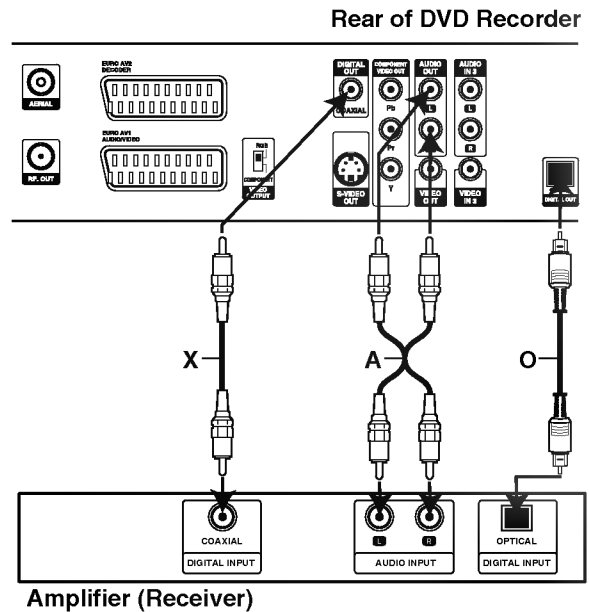 Rear of DVD Recorder
AERIAL
RF. OUT
EURO AV2
DECODER
EURO AV1
AUDIO/VIDEO
RGB
COMPONENT
VIDEO
OUTPUT
DIGITAL
OUT
COAXIAL
S-VIDEO
OUT
COMPONENT
VIDEO OUT
Pb
Pr
Y
AUDIO
OUT
L
VIDEO
OUT
AUDIO
IN 3
L
R
VIDEO
IN 3
DIGITAL OUT
X
A
O
COAXIAL
DIGITAL INPUT
L
R
AUDIO INPUT
OPTICAL
DIGITAL INPUT
Amplifier (Receiver)